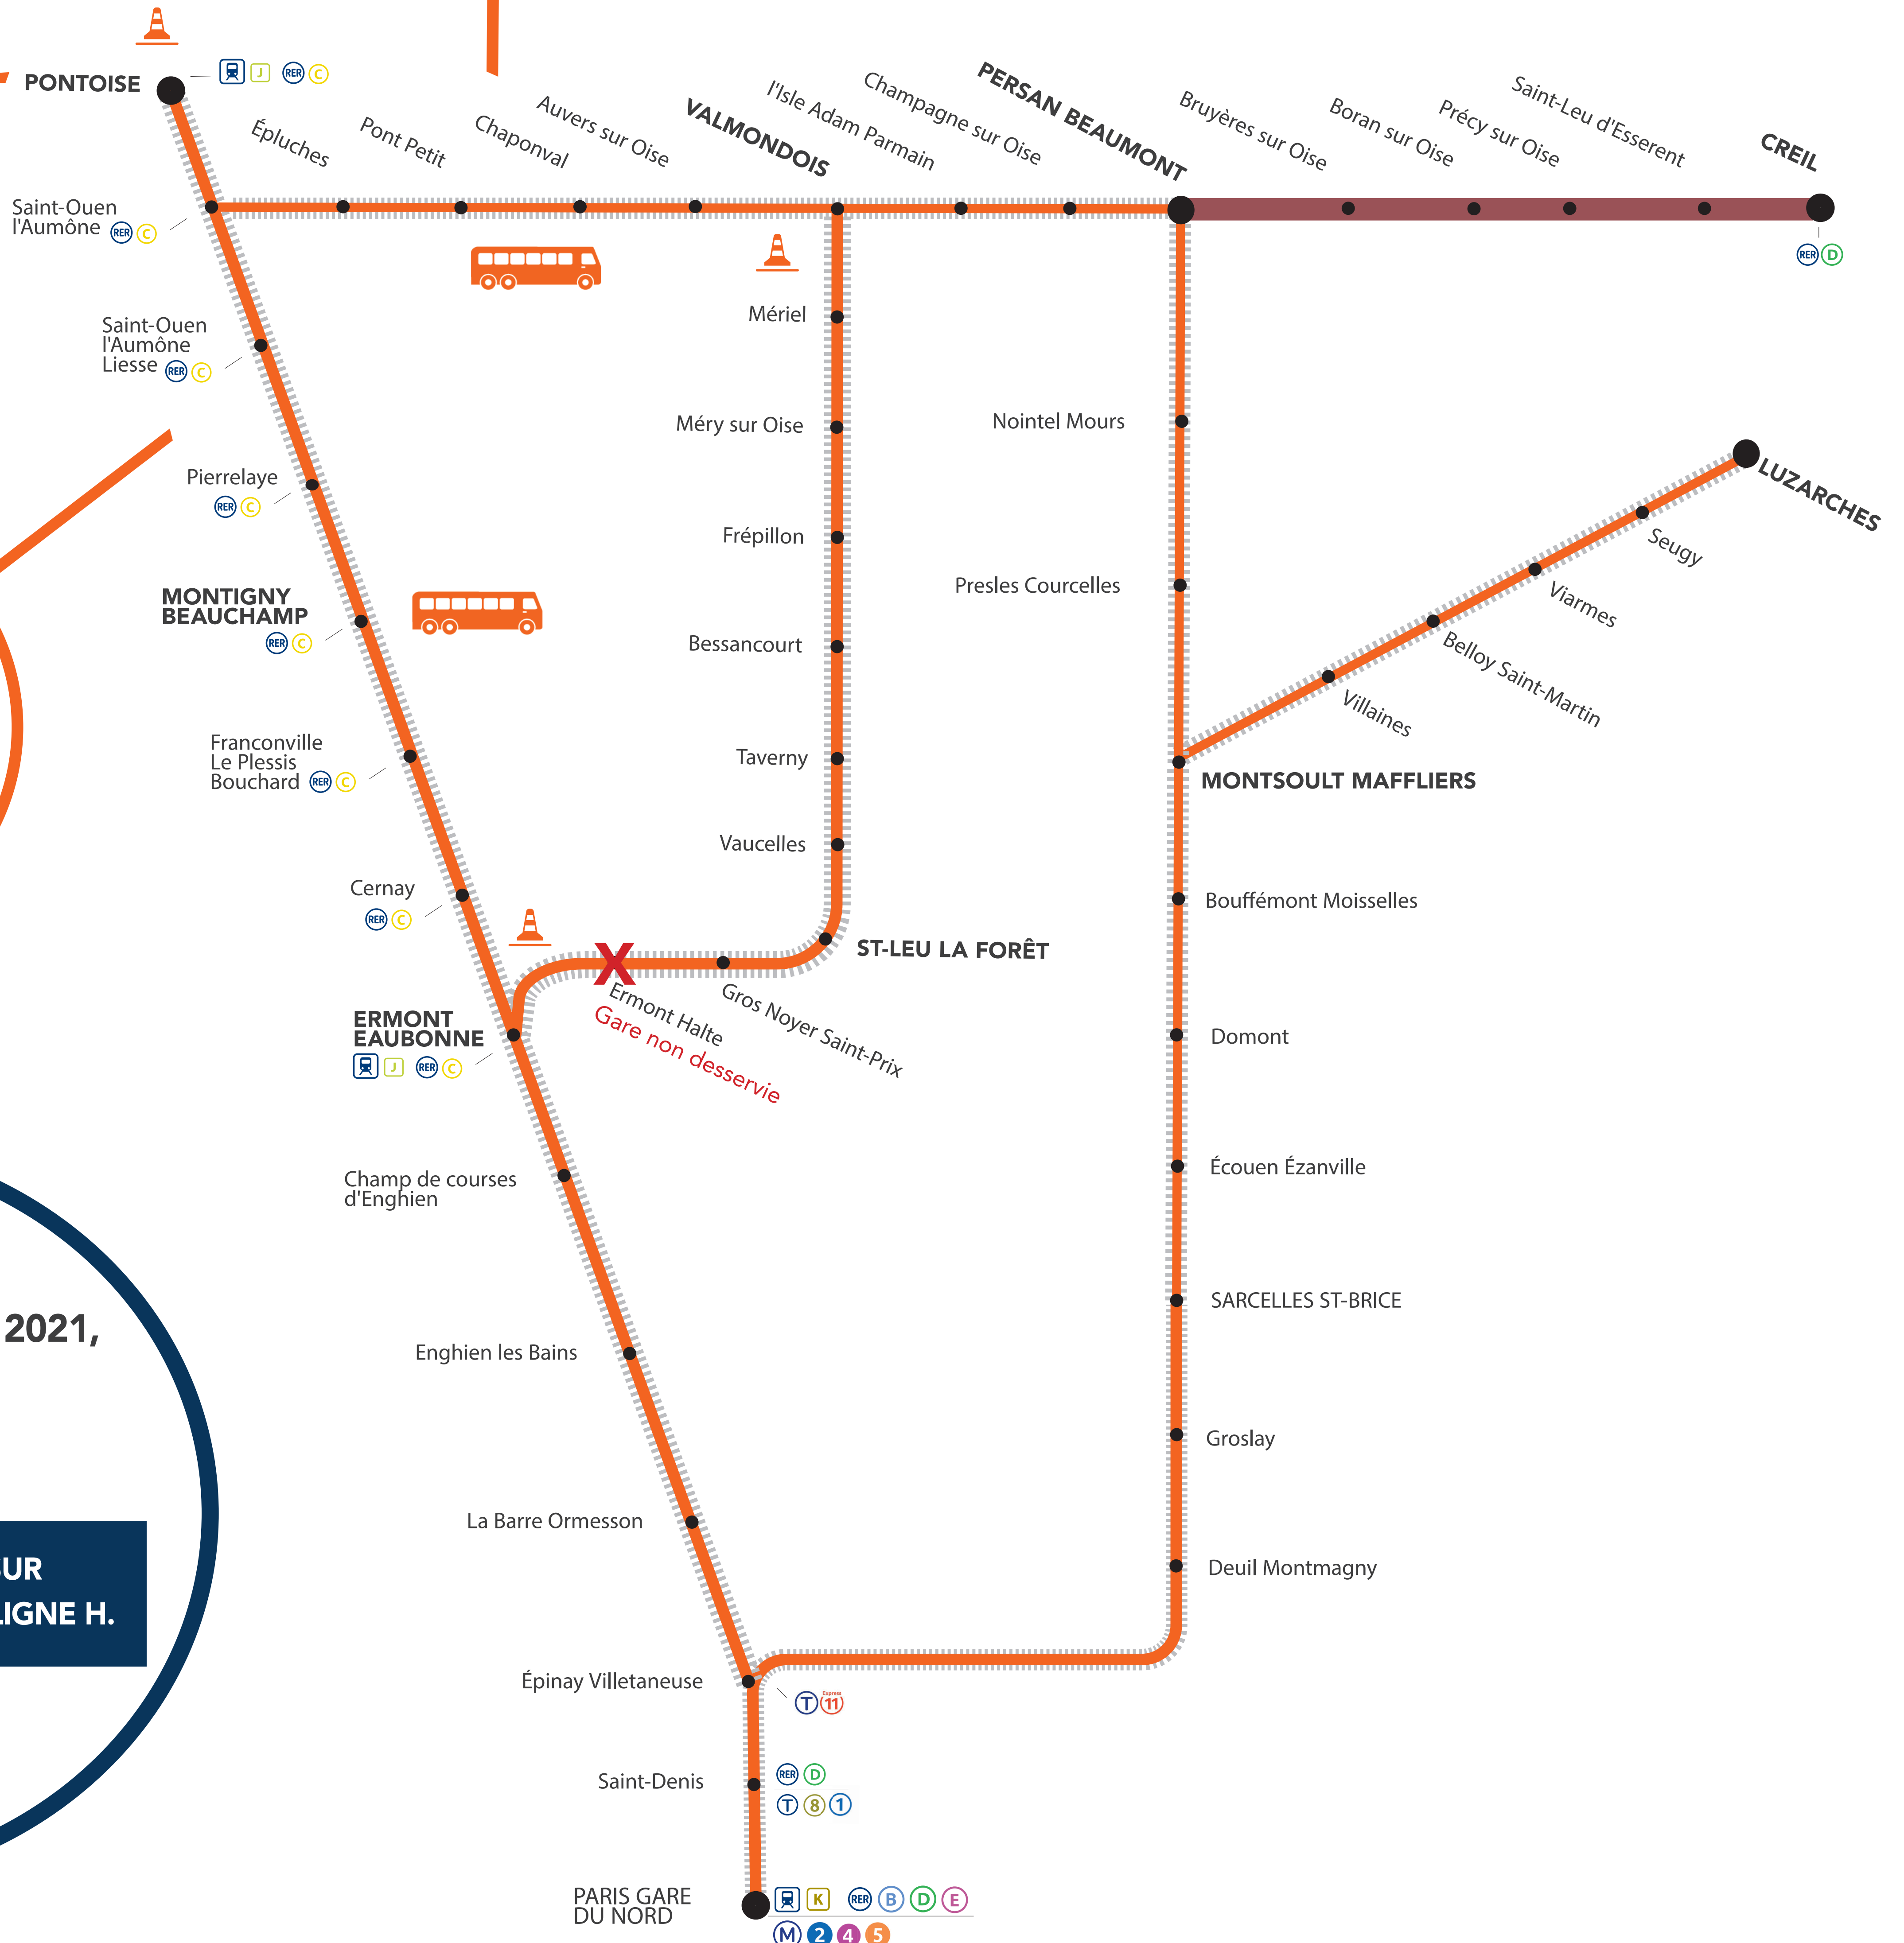 PONTOISE
J RER C
Épluches
Pont Petit
Chaponval
Auvers sur Oise
VALMONDOIS
l'Isle Adam Parmain
Champagne sur Oise
PERSAN BEAUMONT
Bruyères sur Oise
Boran sur Oise
Précy sur Oise
Saint-Leu d'Esserent
CREIL
RER D
Saint-Ouen
l'Aumône RER C
Saint-Ouen
l'Aumône
Liesse RER C
Pierrelaye
RER C
MONTIGNY
BEAUCHAMP
RER C
Franconville
Le Plessis
Bouchard RER C
Cernay
RER C
ERMONT
EAUBONNE
J RER C
Mériel
Méry sur Oise
Frépillon
Bessancourt
Taverny
Vaucelles
ST-LEU LA FORÊT
Gros Noyer Saint-Prix
X
Ermont Halte
Gare non desservie
Nointel Mours
Presles Courcelles
LUZARCHES
Seugy
Viarmes
Belloy Saint-Martin
Villaines
MONTSOULT MAFFLIERS
Bouffémont Moisselles
Domont
Écouen Ézanville
SARCELLES ST-BRICE
Groslay
Deuil Montmagny
Champ de courses
d'Enghien
Enghien les Bains
La Barre Ormesson
Épinay Villetaneuse
T Express 11
Saint-Denis
RER D
T 8 1
PARIS GARE
DU NORD
K RER B D E
M 2 4 5
2021,
SUR
LIGNE H.